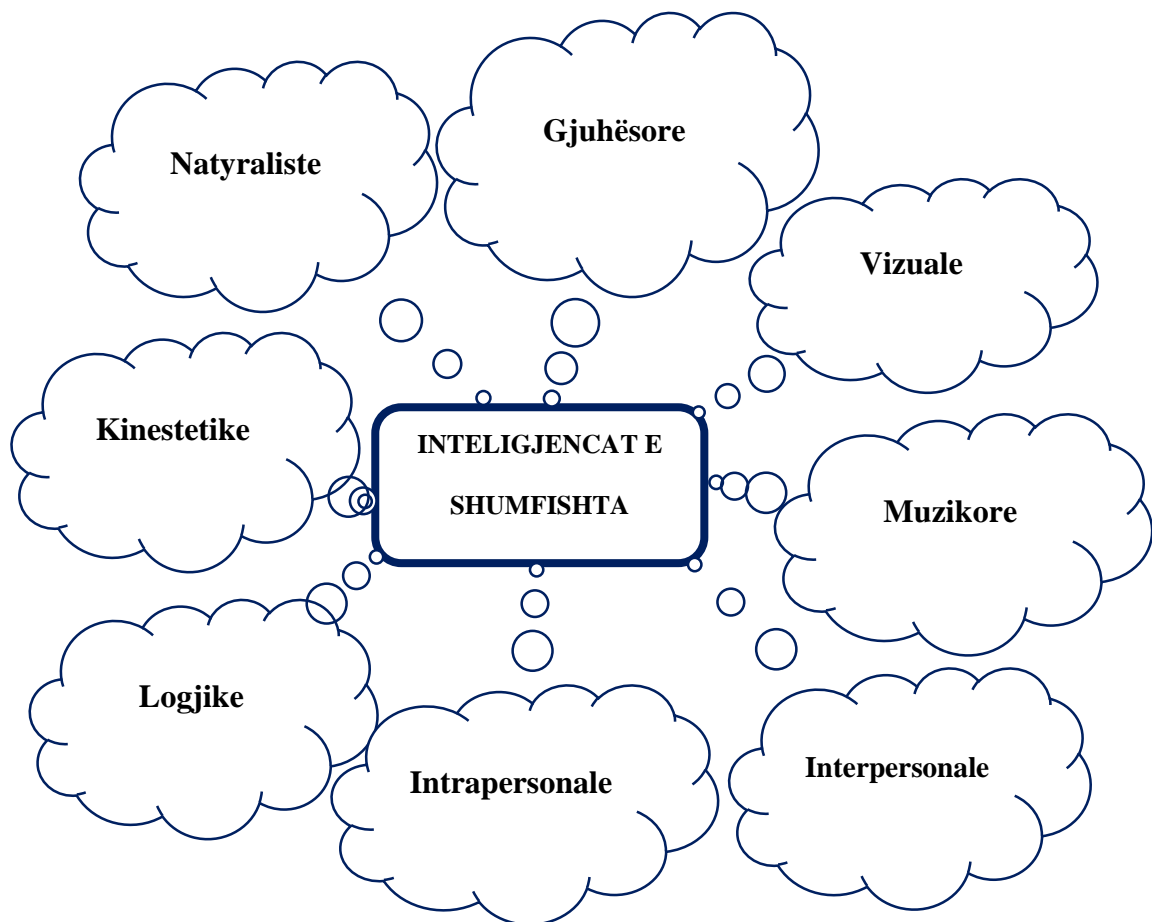 Gjuhësore
Natyraliste
Vizuale
Kinestetike
INTELIGJENCAT E
SHUMFISHTA
Muzikore
Logjike
Intrapersonale
Interpersonale